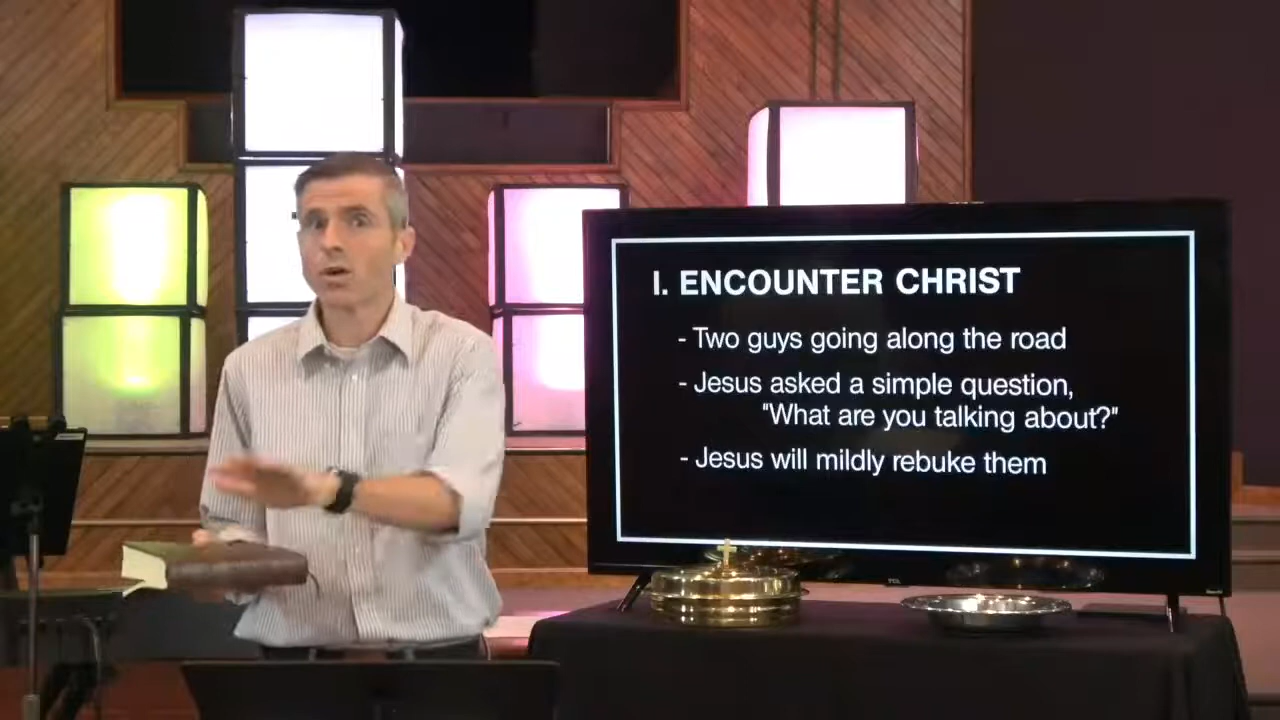 I. ENCOUNTER CHRIST
- Two guys going along the road
- Jesus asked a simple question,
"What are you talking about?"
- Jesus will mildly rebuke them
TCL